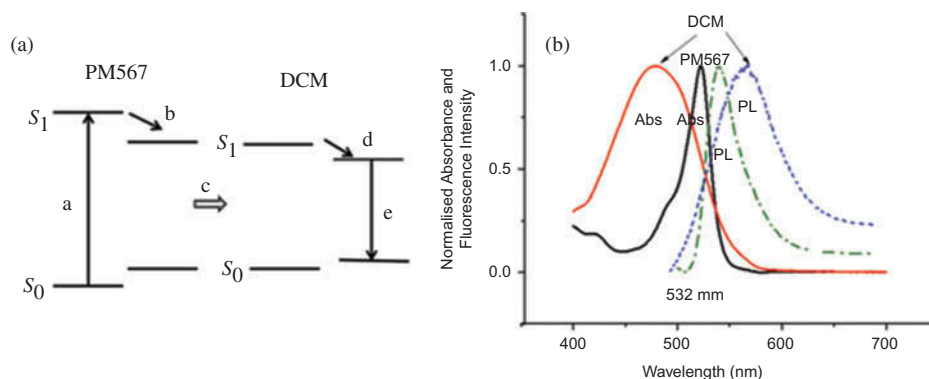 (a)
PM567
DCM
S1
b
S1
d
a
c
e
S0
S0
(b)
DCM
PM567
1.0
Abs
Abs
PL
PL
0.5
0.0
532 mm
400
500
600
700
Wavelength (nm)
Normalised Absorbance and
Fluorescence Intensity